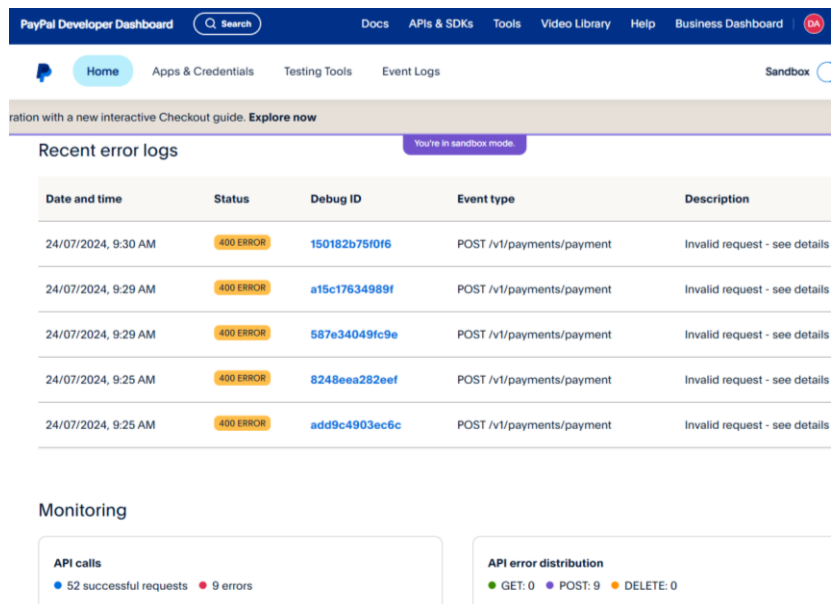 PayPal Developer Dashboard Search Docs APIs & SDKs Tools Video Library Help Business Dashboard DA
Home Apps & Credentials Testing Tools Event Logs Sandbox
ration with a new interactive Checkout guide. Explore now
You're in sandbox mode.
Recent error logs
Date and time Status Debug ID Event type Description
24/07/2024, 9:30 AM 400 ERROR 150182b75f0f6 POST /v1/payments/payment Invalid request - see details
24/07/2024, 9:29 AM 400 ERROR a15c17634989f POST /v1/payments/payment Invalid request - see details
24/07/2024, 9:29 AM 400 ERROR 587e34049fc9e POST /v1/payments/payment Invalid request - see details
24/07/2024, 9:25 AM 400 ERROR 8248eea282eef POST /v1/payments/payment Invalid request - see details
24/07/2024, 9:25 AM 400 ERROR add9c4903ec6c POST /v1/payments/payment Invalid request - see details
Monitoring
API calls API error distribution
52 successful requests 9 errors GET: 0 POST: 9 DELETE: 0